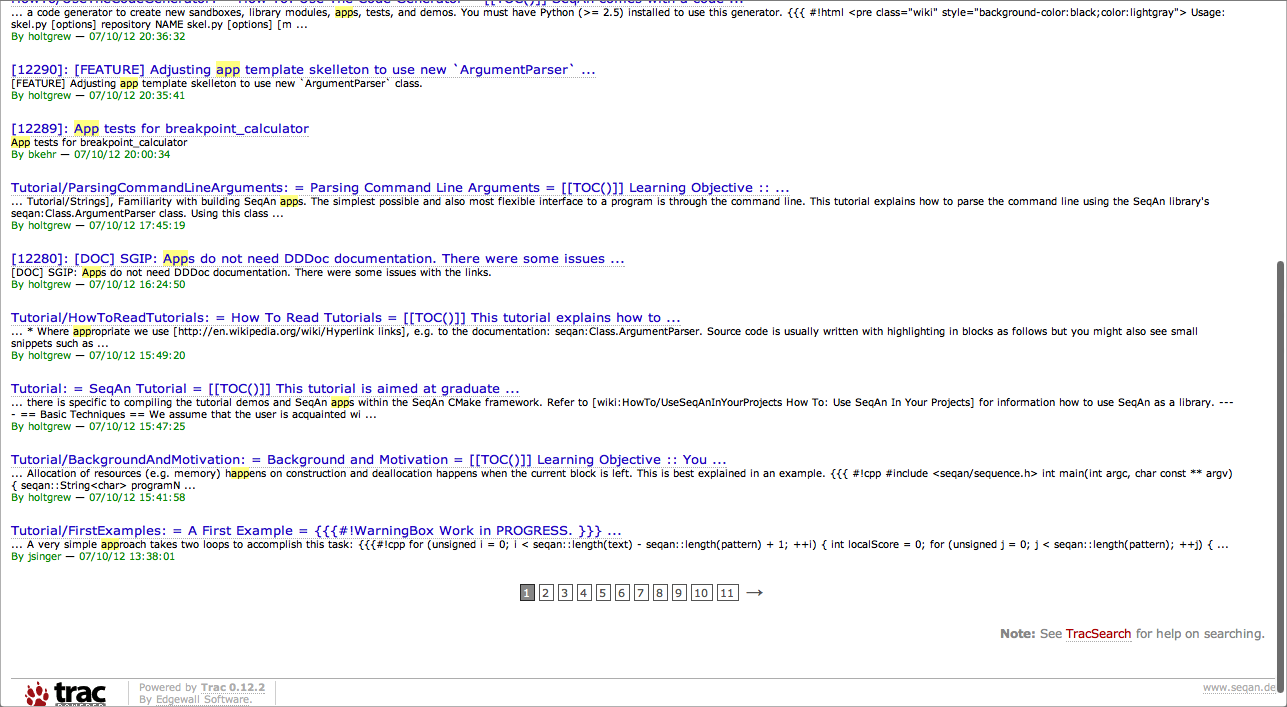 ... a code generator to create new sandboxes, library modules, apps, tests, and demos. You must have Python (>= 2.5) installed to use this generator. {{{ #!html <pre class="wiki" style="background-color:black;color:lightgray"> Usage:
skel.py [options] repository NAME skel.py [options] [m ...
By holtgrew — 07/10/12 20:36:32
[12290]: [FEATURE] Adjusting app template skelleton to use new `ArgumentParser` ...
[FEATURE] Adjusting app template skelleton to use new `ArgumentParser` class.
By holtgrew — 07/10/12 20:35:41
[12289]: App tests for breakpoint_calculator
App tests for breakpoint_calculator
By bkehr — 07/10/12 20:00:34
Tutorial/ParsingCommandLineArguments: = Parsing Command Line Arguments = [[TOC()]] Learning Objective :: ...
... Tutorial/Strings], Familiarity with building SeqAn apps. The simplest possible and also most flexible interface to a program is through the command line. This tutorial explains how to parse the command line using the SeqAn library's
seqan:Class.ArgumentParser class. Using this class ...
By holtgrew — 07/10/12 17:45:19
[12280]: [DOC] SGIP: Apps do not need DDDoc documentation. There were some issues ...
[DOC] SGIP: Apps do not need DDDoc documentation. There were some issues with the links.
By holtgrew — 07/10/12 16:24:50
Tutorial/HowToReadTutorials: = How To Read Tutorials = [[TOC()]] This tutorial explains how to ...
... * Where appropriate we use [http://en.wikipedia.org/wiki/Hyperlink links], e.g. to the documentation: seqan:Class.ArgumentParser. Source code is usually written with highlighting in blocks as follows but you might also see small
snippets such as ...
By holtgrew — 07/10/12 15:49:20
Tutorial: = SeqAn Tutorial = [[TOC()]] This tutorial is aimed at graduate ...
... there is specific to compiling the tutorial demos and SeqAn apps within the SeqAn CMake framework. Refer to [wiki:HowTo/UseSeqAnInYourProjects How To: Use SeqAn In Your Projects] for information how to use SeqAn as a library. ---
- == Basic Techniques == We assume that the user is acquainted wi ...
By holtgrew — 07/10/12 15:47:25
Tutorial/BackgroundAndMotivation: = Background and Motivation = [[TOC()]] Learning Objective :: You ...
... Allocation of resources (e.g. memory) happens on construction and deallocation happens when the current block is left. This is best explained in an example. {{{ #!cpp #include <seqan/sequence.h> int main(int argc, char const ** argv)
{ seqan::String<char> programN ...
By holtgrew — 07/10/12 15:41:58
Tutorial/FirstExamples: = A First Example = {{{#!WarningBox Work in PROGRESS. }}} ...
... A very simple approach takes two loops to accomplish this task: {{{#!cpp for (unsigned i = 0; i < seqan::length(text) - seqan::length(pattern) + 1; ++i) { int localScore = 0; for (unsigned j = 0; j < seqan::length(pattern); ++j) { ...
By jsinger — 07/10/12 13:38:01
1 2 3 4 5 6 7 8 9 10 11 →
Note: See TracSearch for help on searching.
trac
Powered by Trac 0.12.2
By Edgewall Software.
www.seqan.de